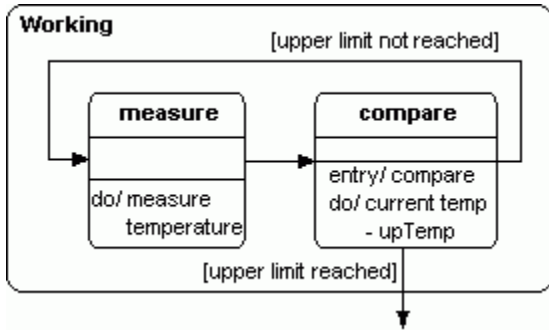 Working
[upper limit not reached]
measure
compare
do/ measure
temperature
entry/ compare
do/ current temp
- upTemp
[upper limit reached]